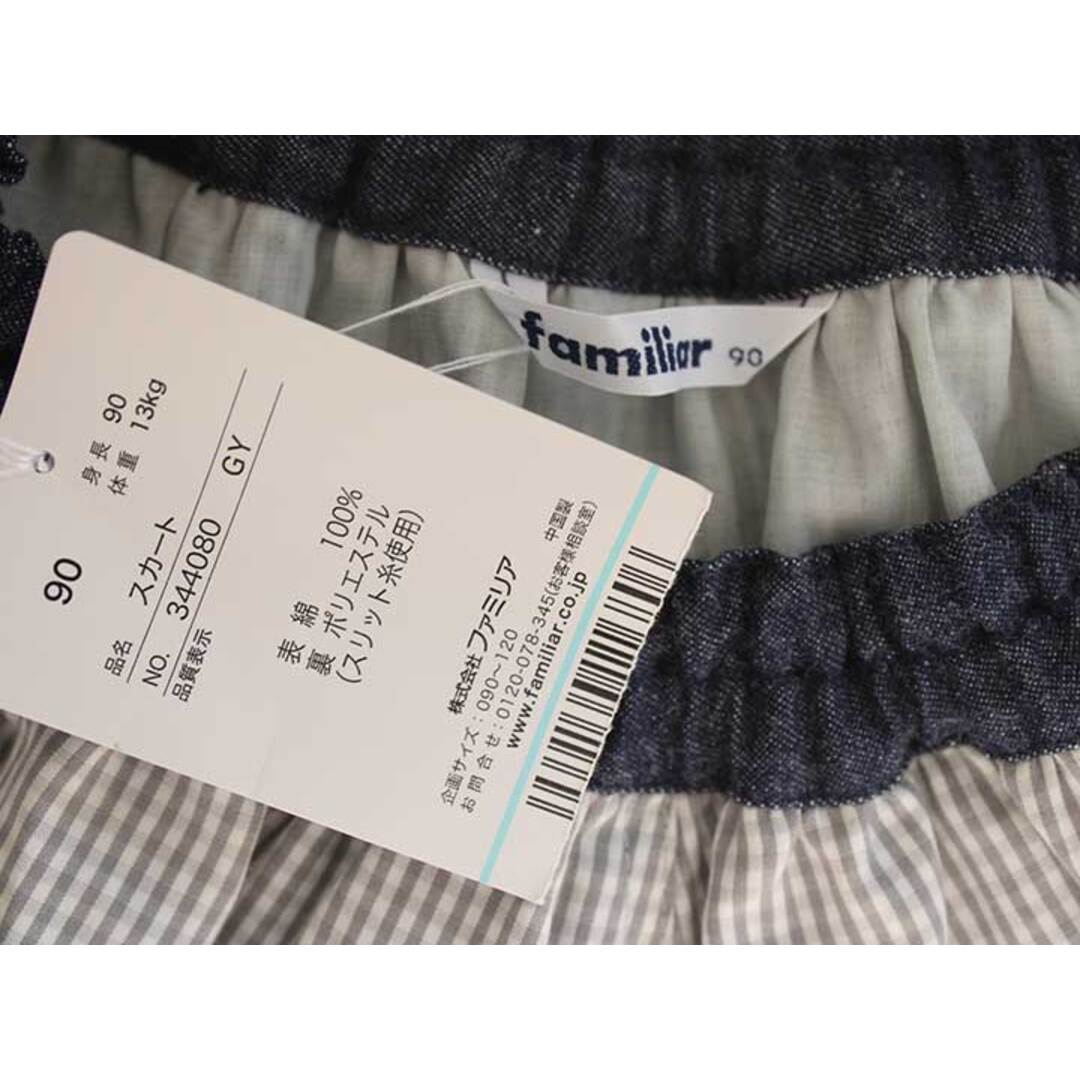 familiar 90
90
身長 90
体重 13kg
品名 スカート
NO. 344080 GY
品質表示
表 綿 100%
裏 ポリエステル
(スリット糸使用)
株式会社ファミリア 中国製
企画サイズ：090〜120
お問合せ：0120-078-345(お客様相談室)
www.familiar.co.jp